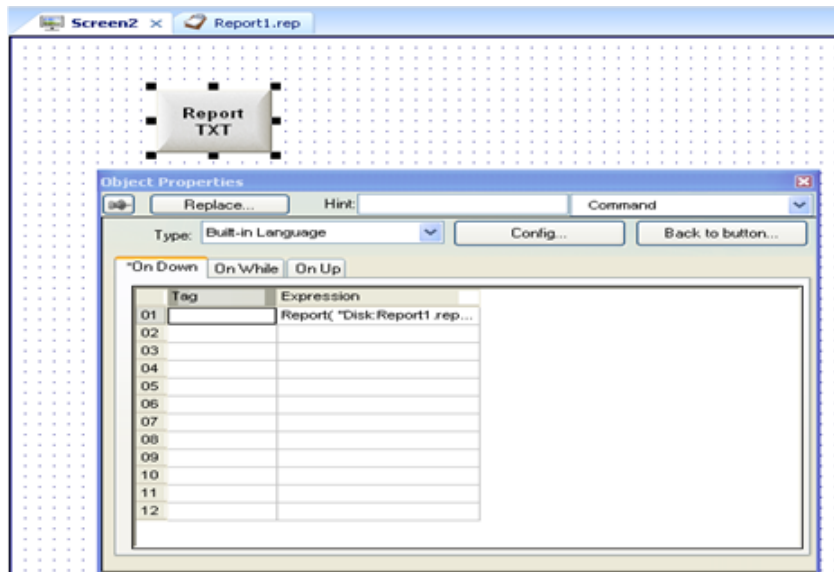 Screen2 Report1.rep
Report
TXT
Object Properties
Replace... Hint: Command
Type: Built-in Language Config... Back to button...
*On Down On While On Up
Tag Expression
01 Report( "Disk:Report1.rep...
02
03
04
05
06
07
08
09
10
11
12